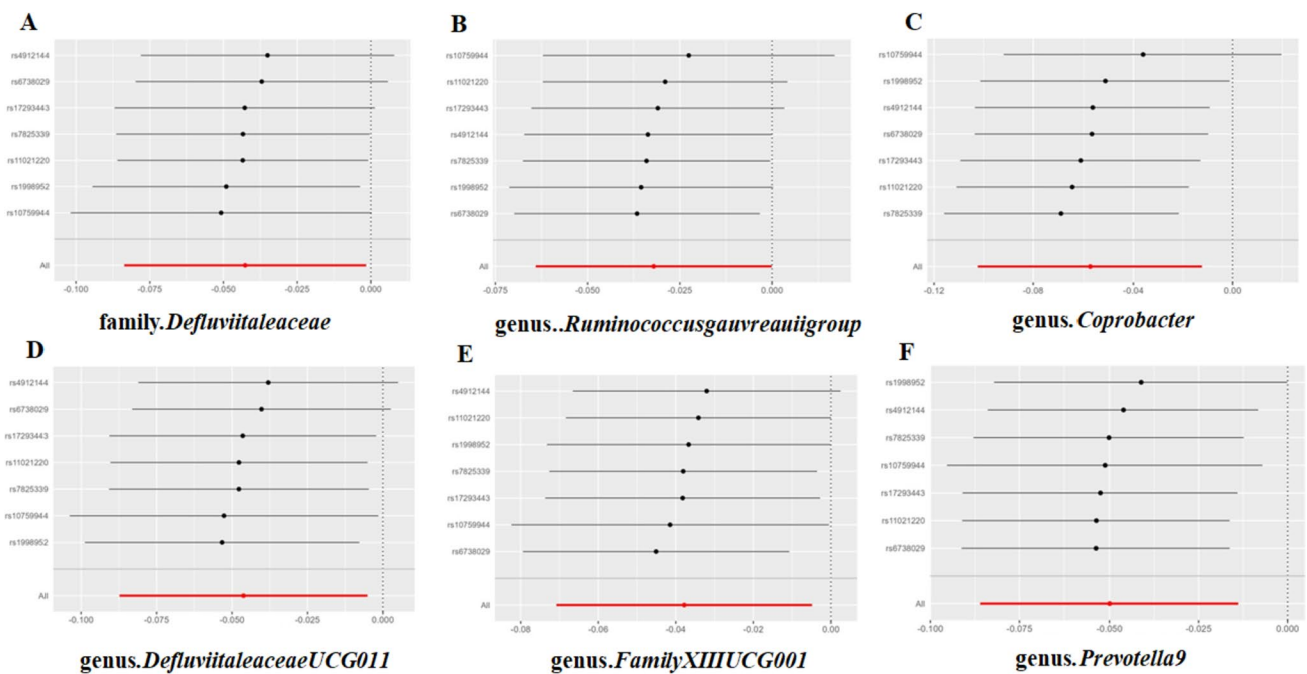 A
rs4912144
rs6738029
rs17293443
rs7825339
rs11021220
rs1998952
rs10759944
All
-0.100 -0.075 -0.050 -0.025 0.000
family.Defluviitaleaceae
B
rs10759944
rs11021220
rs17293443
rs4912144
rs7825339
rs1998952
rs6738029
All
-0.075 -0.050 -0.025 0.000
genus..Ruminococcusgauvreauiigroup
C
rs10759944
rs1998952
rs4912144
rs6738029
rs17293443
rs11021220
rs7825339
All
-0.12 -0.08 -0.04 0.00
genus.Coprobacter
D
rs4912144
rs6738029
rs17293443
rs11021220
rs7825339
rs10759944
rs1998952
All
-0.100 -0.075 -0.050 -0.025 0.000
genus.DefluviitaleaceaeUCG011
E
rs4912144
rs11021220
rs1998952
rs7825339
rs17293443
rs10759944
rs6738029
All
-0.08 -0.06 -0.04 -0.02 0.00
genus.FamilyXIIIUCG001
F
rs1998952
rs4912144
rs7825339
rs10759944
rs17293443
rs11021220
rs6738029
All
-0.100 -0.075 -0.050 -0.025 0.000
genus.Prevotella9